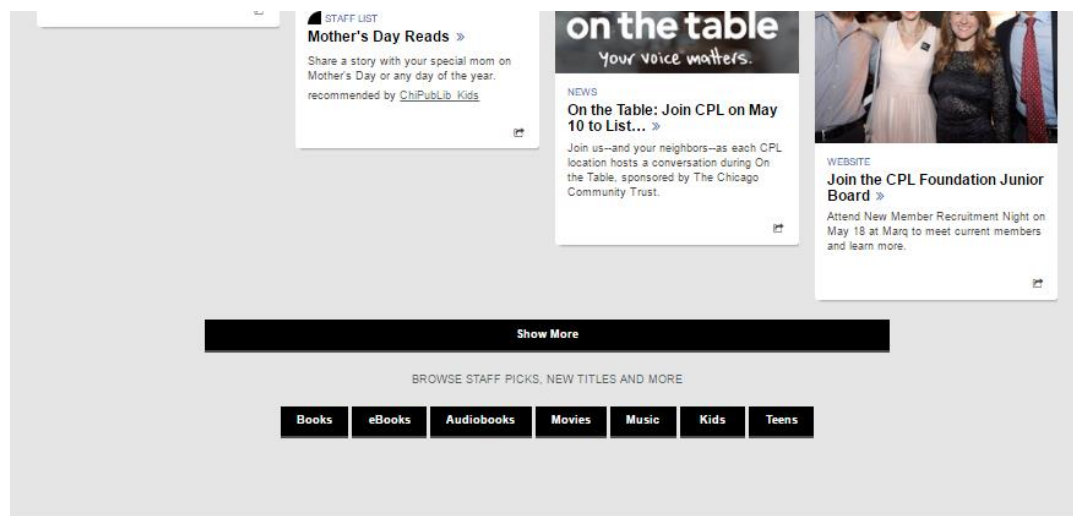 STAFF LIST
Mother's Day Reads »
Share a story with your special mom on
Mother's Day or any day of the year.
recommended by ChiPubLib_Kids
on the table
Your voice matters.
NEWS
On the Table: Join CPL on May
10 to List... »
Join us--and your neighbors--as each CPL
location hosts a conversation during On
the Table, sponsored by The Chicago
Community Trust.
WEBSITE
Join the CPL Foundation Junior
Board »
Attend New Member Recruitment Night on
May 18 at Marq to meet current members
and learn more.
Show More
BROWSE STAFF PICKS, NEW TITLES AND MORE
Books eBooks Audiobooks Movies Music Kids Teens